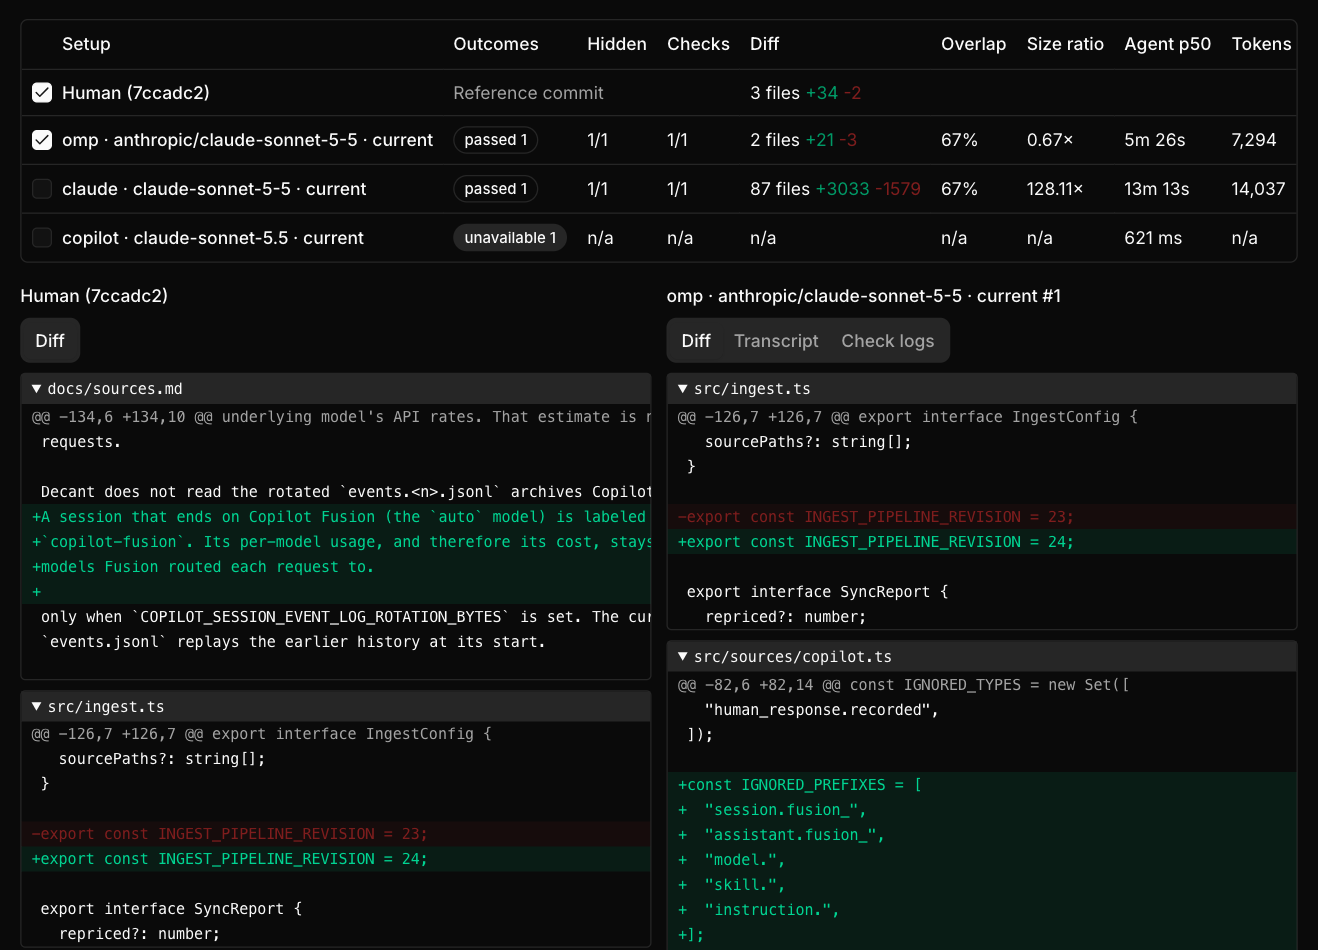 Setup Outcomes Hidden Checks Diff Overlap Size ratio Agent p50 Tokens
Human (7ccadc2) Reference commit 3 files +34 -2
omp · anthropic/claude-sonnet-5-5 · current passed 1 1/1 1/1 2 files +21 -3 67% 0.67× 5m 26s 7,294
claude · claude-sonnet-5-5 · current passed 1 1/1 1/1 87 files +3033 -1579 67% 128.11× 13m 13s 14,037
copilot · claude-sonnet-5.5 · current unavailable 1 n/a n/a n/a n/a n/a 621 ms n/a
Human (7ccadc2)
Diff
▼ docs/sources.md
@@ -134,6 +134,10 @@ underlying model's API rates. That estimate is
requests.
Decant does not read the rotated `events.<n>.jsonl` archives Copilot
+A session that ends on Copilot Fusion (the `auto` model) is labeled
+`copilot-fusion`. Its per-model usage, and therefore its cost, stays
+models Fusion routed each request to.
+
only when `COPILOT_SESSION_EVENT_LOG_ROTATION_BYTES` is set. The cur
`events.jsonl` replays the earlier history at its start.
▼ src/ingest.ts
@@ -126,7 +126,7 @@ export interface IngestConfig {
sourcePaths?: string[];
}
-export const INGEST_PIPELINE_REVISION = 23;
+export const INGEST_PIPELINE_REVISION = 24;
export interface SyncReport {
repriced?: number;
omp · anthropic/claude-sonnet-5-5 · current #1
Diff Transcript Check logs
▼ src/ingest.ts
@@ -126,7 +126,7 @@ export interface IngestConfig {
sourcePaths?: string[];
}
-export const INGEST_PIPELINE_REVISION = 23;
+export const INGEST_PIPELINE_REVISION = 24;
export interface SyncReport {
repriced?: number;
▼ src/sources/copilot.ts
@@ -82,6 +82,14 @@ const IGNORED_TYPES = new Set([
"human_response.recorded",
]);
+const IGNORED_PREFIXES = [
+ "session.fusion_",
+ "assistant.fusion_",
+ "model.",
+ "skill.",
+ "instruction.",
+];